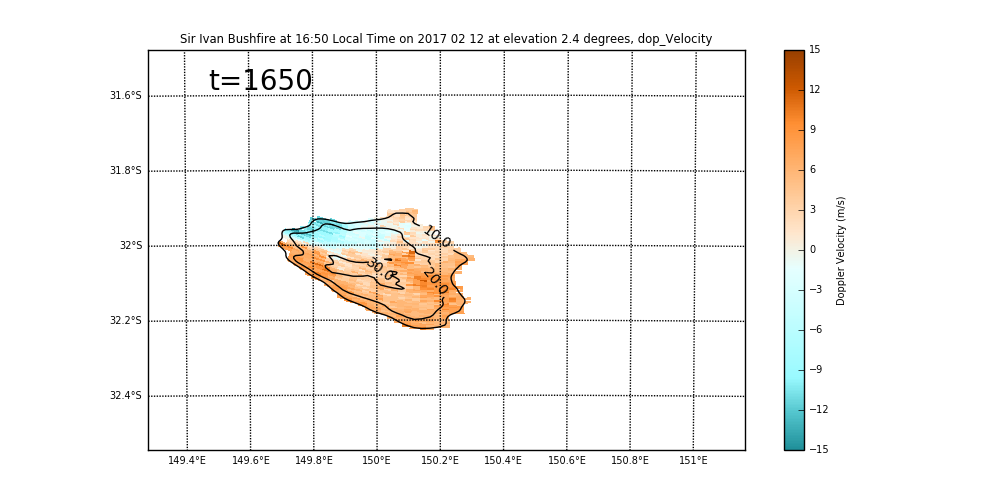 Sir Ivan Bushfire at 16:50 Local Time on 2017 02 12 at elevation 2.4 degrees, dop_Velocity
t=1650
31.6°S
31.8°S
32°S
32.2°S
32.4°S
10.0
20.0
30.0
149.4°E 149.6°E 149.8°E 150°E 150.2°E 150.4°E 150.6°E 150.8°E 151°E
15
12
9
6
3
0
−3
−6
−9
−12
−15
Doppler Velocity (m/s)